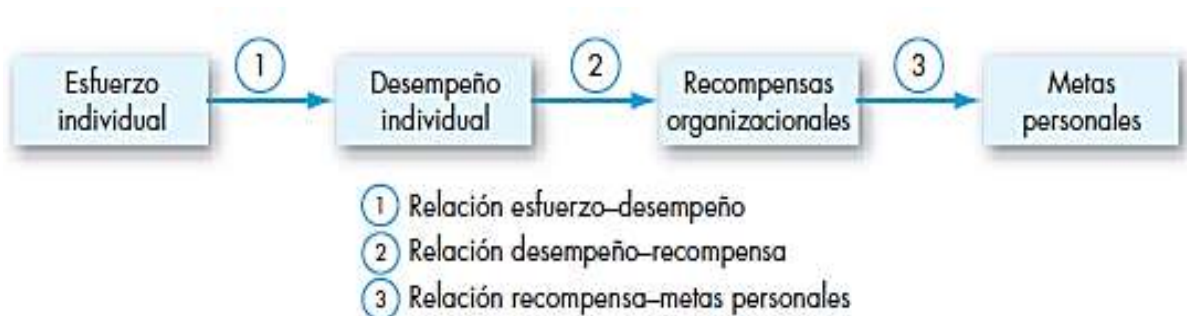 1
2
3
Esfuerzo
individual
Desempeño
individual
Recompensas
organizacionales
Metas
personales
1 Relación esfuerzo–desempeño
2 Relación desempeño–recompensa
3 Relación recompensa–metas personales